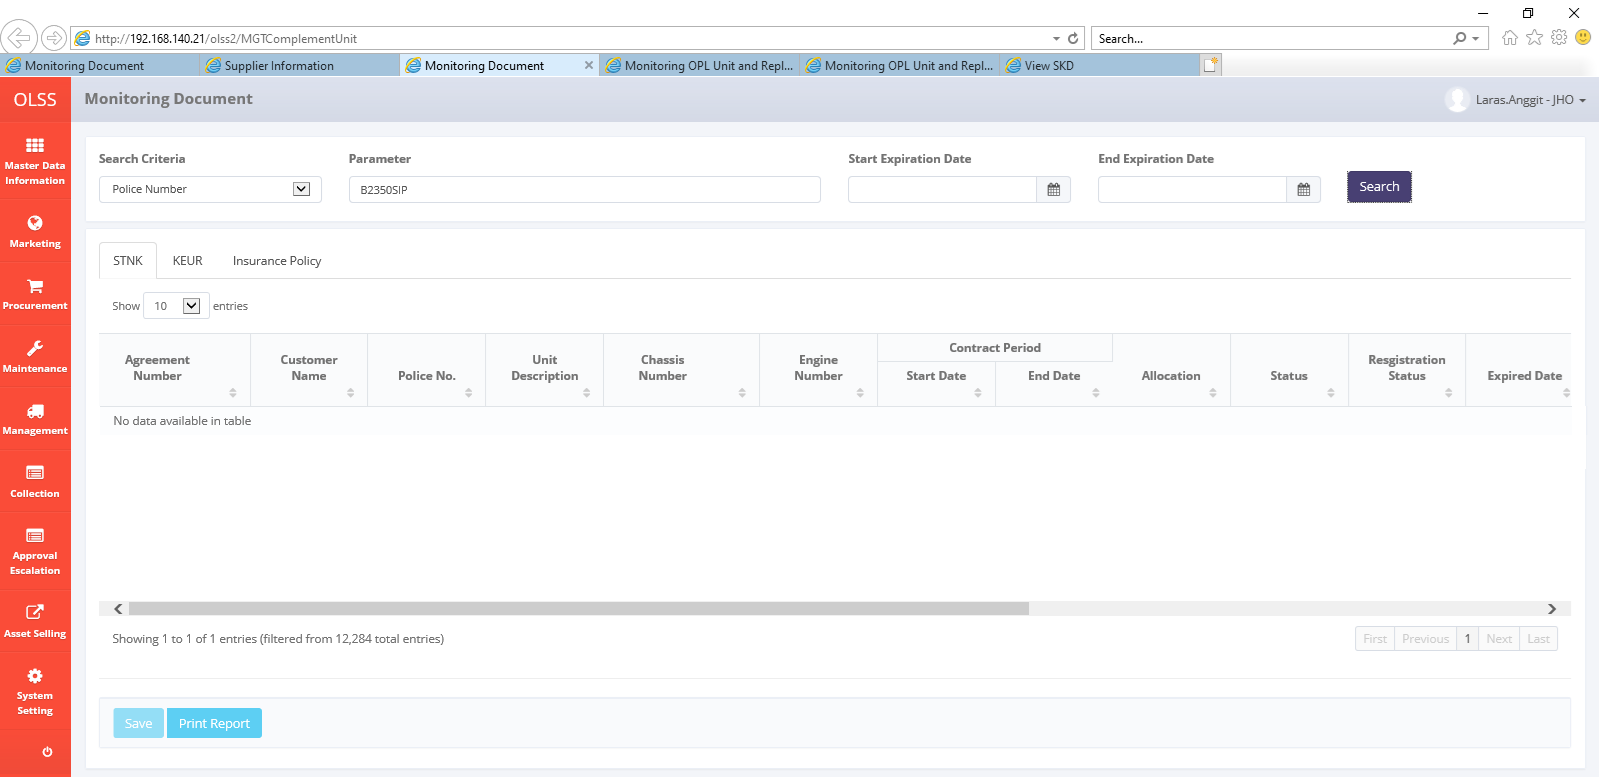 http://192.168.140.21/olss2/MGTComplementUnit
Search...
Monitoring Document
Supplier Information
Monitoring Document
Monitoring OPL Unit and Repl...
Monitoring OPL Unit and Repl...
View SKD
OLSS
Monitoring Document
Laras.Anggit - JHO
Master Data
Information
Marketing
Procurement
Maintenance
Management
Collection
Approval
Escalation
Asset Selling
System
Setting
Search Criteria
Parameter
Start Expiration Date
End Expiration Date
Police Number
B2350SIP
Search
STNK
KEUR
Insurance Policy
Show 10 entries
Agreement
Number
Customer
Name
Police No.
Unit
Description
Chassis
Number
Engine
Number
Contract Period
Start Date
End Date
Allocation
Status
Resgistration
Status
Expired Date
No data available in table
Showing 1 to 1 of 1 entries (filtered from 12,284 total entries)
First
Previous
1
Next
Last
Save
Print Report